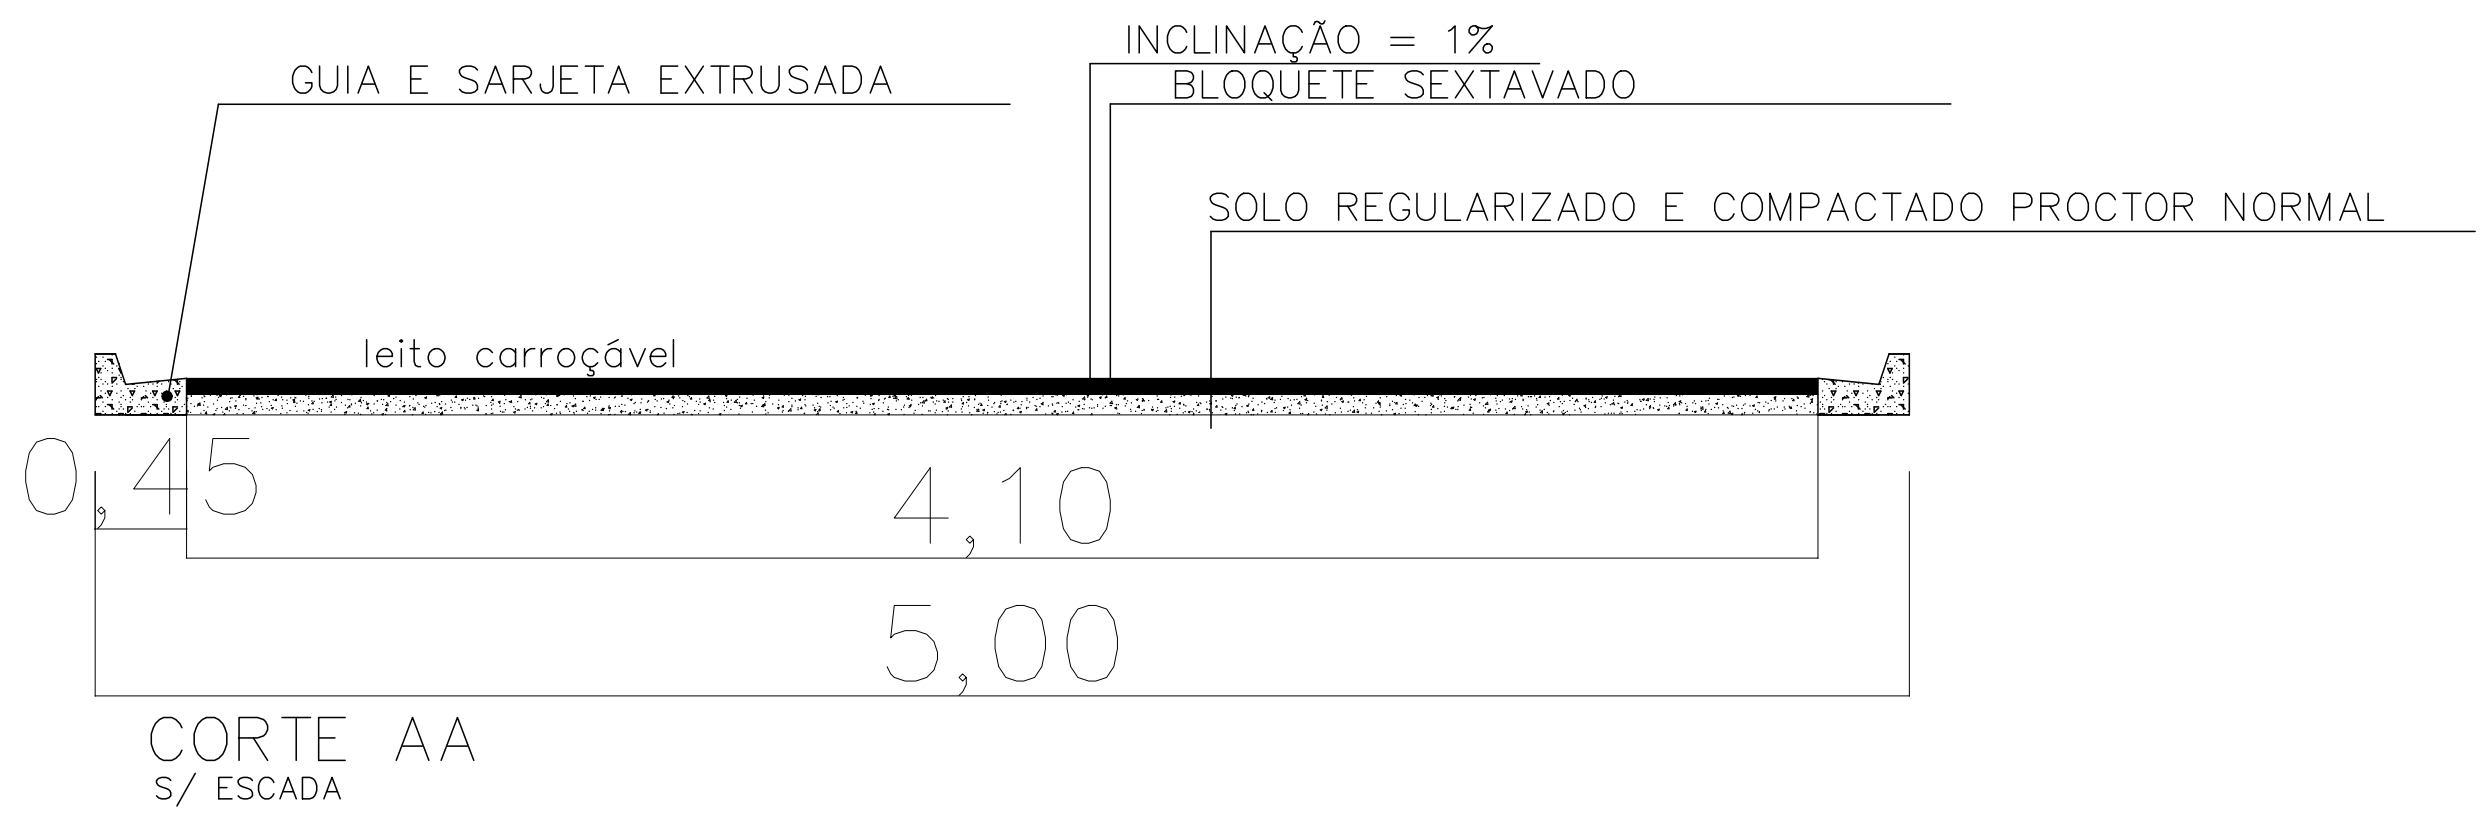 INCLINAÇÃO = 1%
GUIA E SARJETA EXTRUSADA
BLOQUETE SEXTAVADO
SOLO REGULARIZADO E COMPACTADO PROCTOR NORMAL
leito carroçável
0,45
4,10
5,00
CORTE AA
S/ ESCADA